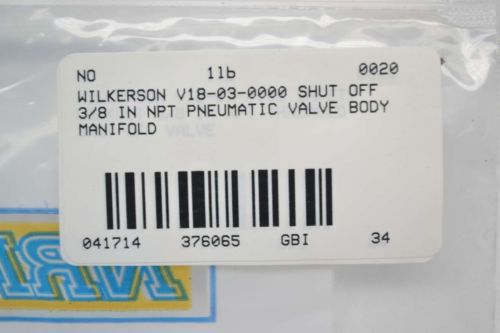 NO 1lb 0020
WILKERSON V18-03-0000 SHUT OFF
3/8 IN NPT PNEUMATIC VALVE BODY
MANIFOLD
041714 376065 GBI 34